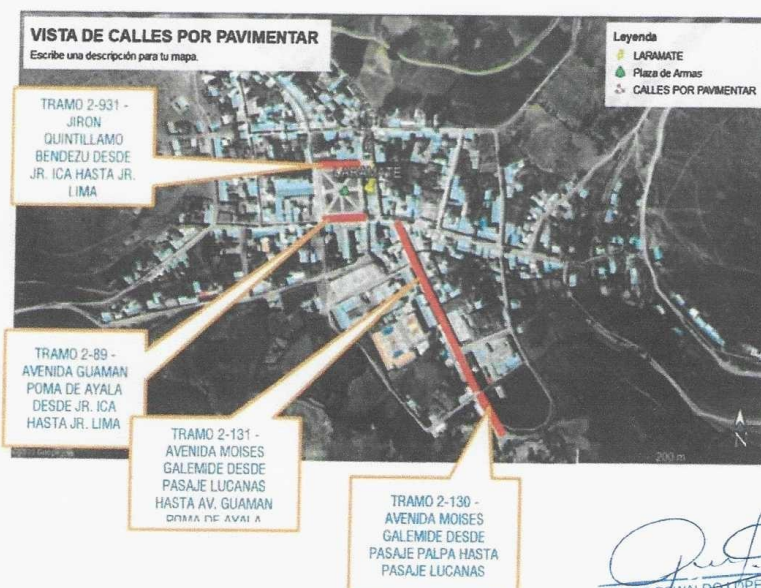 VISTA DE CALLES POR PAVIMENTAR
Escribe una descripción para tu mapa.
Leyenda
LARAMATE
Plaza de Armas
CALLES POR PAVIMENTAR
TRAMO 2-931 -
JIRON
QUINTILLAMO
BENDEZU DESDE
JR. ICA HASTA JR.
LIMA
LARAMATE
TRAMO 2-89 -
AVENIDA GUAMAN
POMA DE AYALA
DESDE JR. ICA
HASTA JR. LIMA
TRAMO 2-131 -
AVENIDA MOISES
GALEMIDE DESDE
PASAJE LUCANAS
HASTA AV. GUAMAN
POMA DE AYALA
TRAMO 2-130 -
AVENIDA MOISES
GALEMIDE DESDE
PASAJE PALPA HASTA
PASAJE LUCANAS
N
200 m